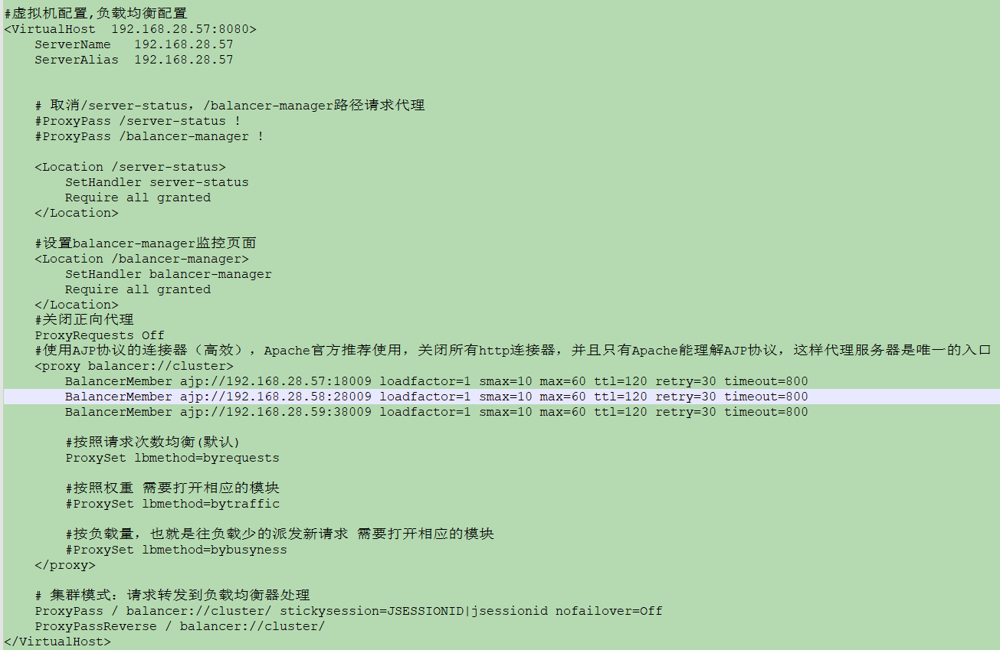 #虚拟机配置,负载均衡配置
<VirtualHost  192.168.28.57:8080>
    ServerName   192.168.28.57
    ServerAlias  192.168.28.57
    # 取消/server-status，/balancer-manager路径请求代理
    #ProxyPass /server-status !
    #ProxyPass /balancer-manager !
    <Location /server-status>
        SetHandler server-status
        Require all granted
    </Location>
    #设置balancer-manager监控页面
    <Location /balancer-manager>
        SetHandler balancer-manager
        Require all granted
    </Location>
    #关闭正向代理
    ProxyRequests Off
    #使用AJP协议的连接器（高效），Apache官方推荐使用，关闭所有http连接器，并且只有Apache能理解AJP协议，这样代理服务器是唯一的入口
    <proxy balancer://cluster>
        BalancerMember ajp://192.168.28.57:18009 loadfactor=1 smax=10 max=60 ttl=120 retry=30 timeout=800
        BalancerMember ajp://192.168.28.58:28009 loadfactor=1 smax=10 max=60 ttl=120 retry=30 timeout=800
        BalancerMember ajp://192.168.28.59:38009 loadfactor=1 smax=10 max=60 ttl=120 retry=30 timeout=800
        #按照请求次数均衡(默认)
        ProxySet lbmethod=byrequests
        #按照权重 需要打开相应的模块
        #ProxySet lbmethod=bytraffic
        #按负载量，也就是往负载少的派发新请求 需要打开相应的模块
        #ProxySet lbmethod=bybusyness
    </proxy>
    # 集群模式：请求转发到负载均衡器处理
    ProxyPass / balancer://cluster/ stickysession=JSESSIONID|jsessionid nofailover=Off
    ProxyPassReverse / balancer://cluster/
</VirtualHost>